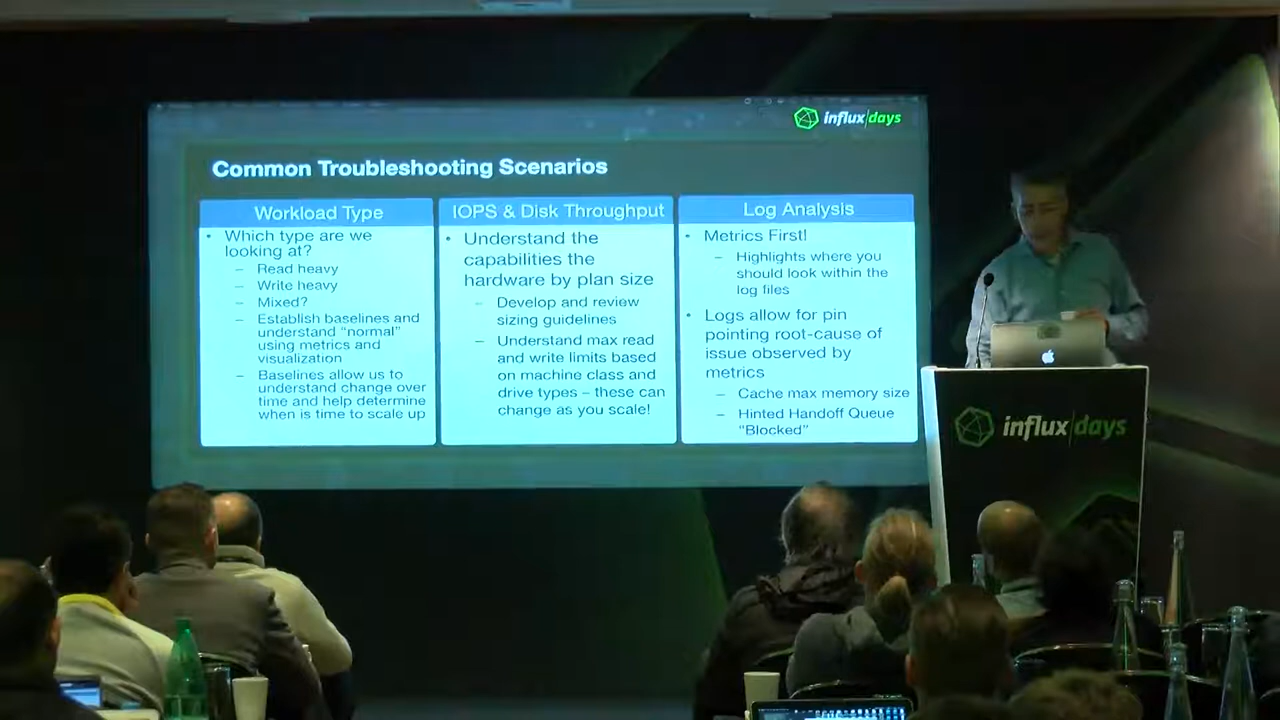 influx|days
Common Troubleshooting Scenarios
Workload Type
• Which type are we
looking at?
– Read heavy
– Write heavy
– Mixed?
– Establish baselines and
understand “normal”
using metrics and
visualization
– Baselines allow us to
understand change over
time and help determine
when is time to scale up
IOPS & Disk Throughput
• Understand the
capabilities the
hardware by plan size
– Develop and review
sizing guidelines
– Understand max read
and write limits based
on machine class and
drive types – these can
change as you scale!
Log Analysis
• Metrics First!
– Highlights where you
should look within the
log files
• Logs allow for pin
pointing root-cause of
issue observed by
metrics
– Cache max memory size
– Hinted Handoff Queue
"Blocked"
influx|days